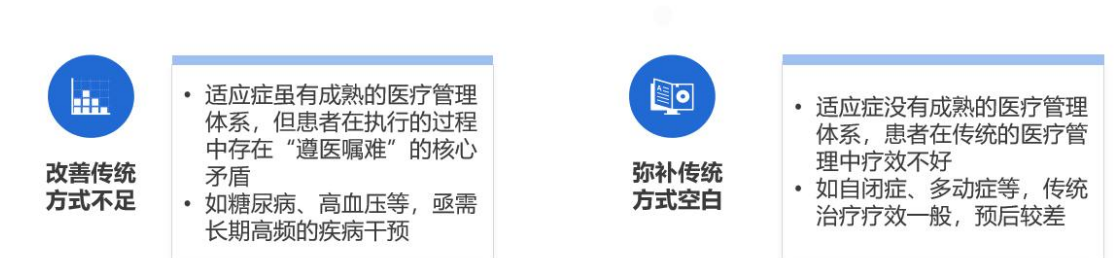 改善传统
方式不足
• 适应症虽有成熟的医疗管理
体系，但患者在执行的过程
中存在“遵医嘱难”的核心
矛盾
• 如糖尿病、高血压等，亟需
长期高频的疾病干预
弥补传统
方式空白
• 适应症没有成熟的医疗管理
体系，患者在传统的医疗管
理中疗效不好
• 如自闭症、多动症等，传统
治疗疗效一般，预后较差